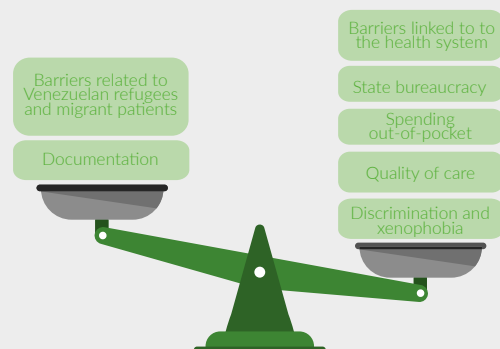 Barriers related to
Venezuelan refugees
and migrant patients
Documentation
Barriers linked to to
the health system
State bureaucracy
Spending
out-of-pocket
Quality of care
Discrimination and
xenophobia